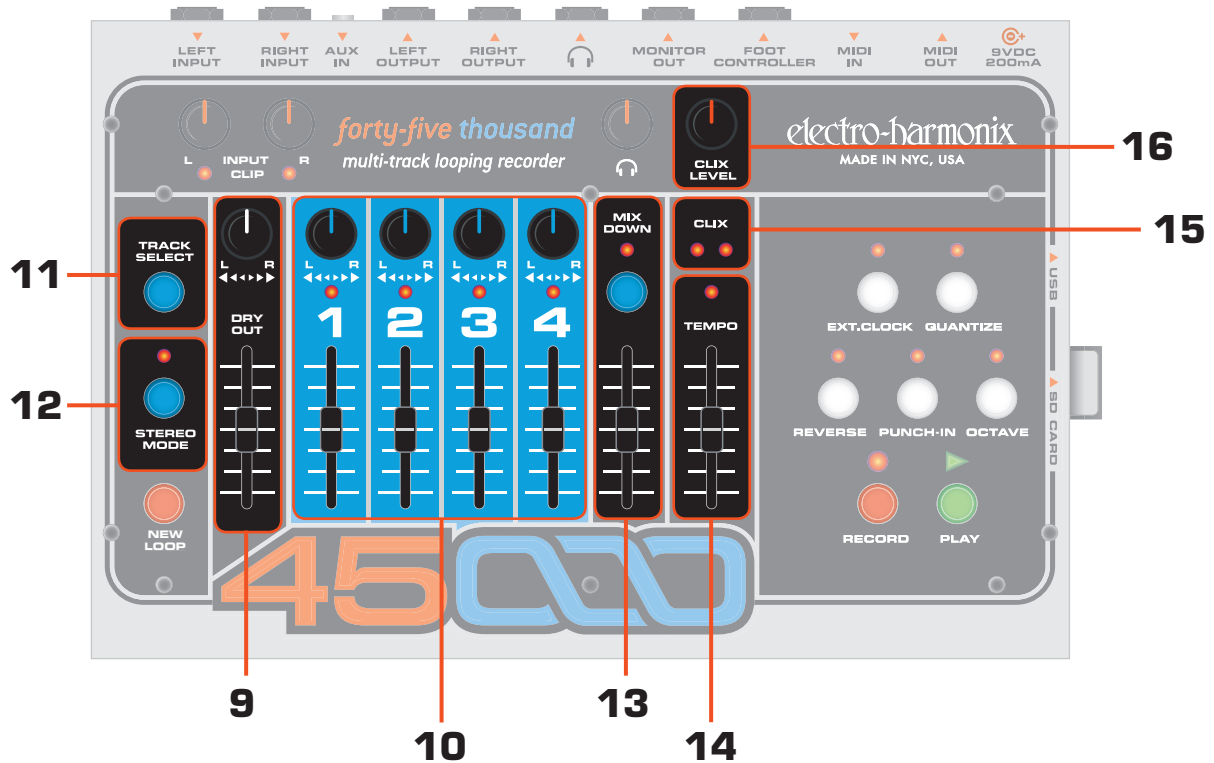 LEFT INPUT
RIGHT INPUT
AUX IN
LEFT OUTPUT
RIGHT OUTPUT
MONITOR OUT
FOOT CONTROLLER
MIDI IN
MIDI OUT
9VDC 200mA
forty-five thousand
multi-track looping recorder
L INPUT R
CLIP
CLIX LEVEL
electro-harmonix
MADE IN NYC, USA
16
TRACK SELECT
11
STEREO MODE
12
NEW LOOP
L R
DRY OUT
L R
1
L R
2
L R
3
L R
4
MIX DOWN
CLIX
15
TEMPO
EXT.CLOCK
QUANTIZE
REVERSE
PUNCH-IN
OCTAVE
RECORD
PLAY
USB
SD CARD
45000
9
10
13
14